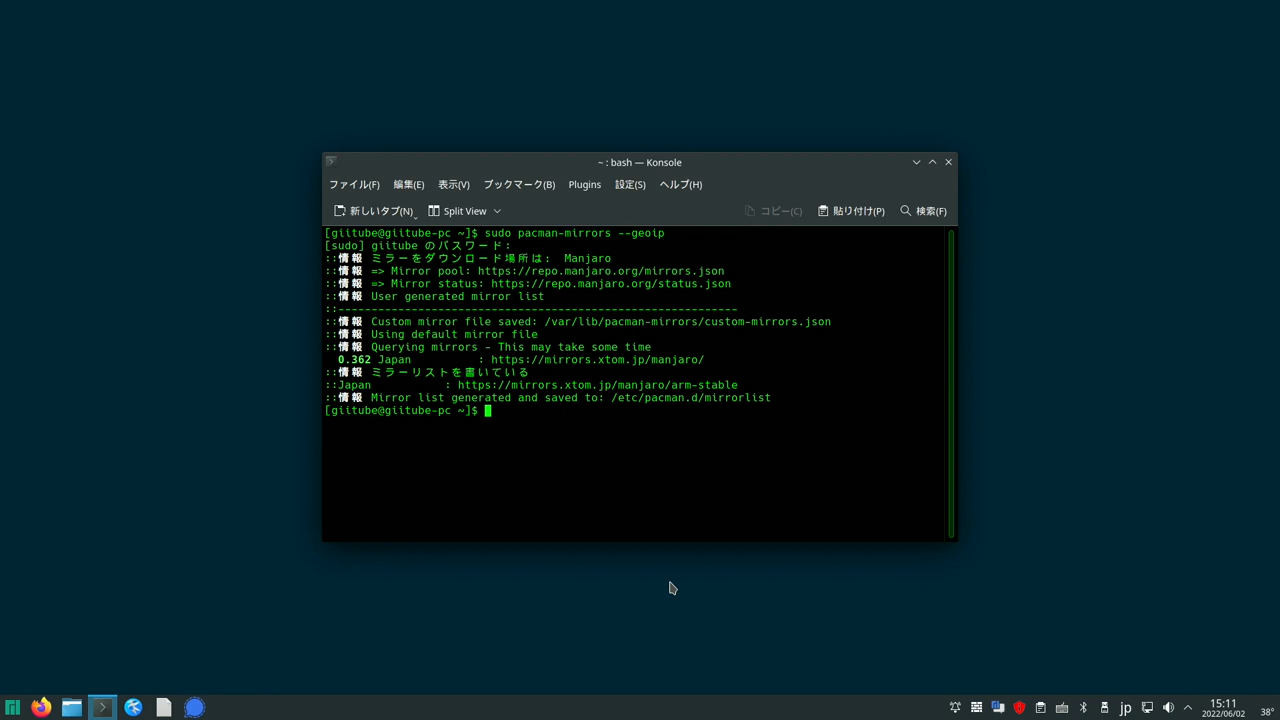 ~ : bash — Konsole
ファイル(F) 編集(E) 表示(V) ブックマーク(B) Plugins 設定(S) ヘルプ(H)
新しいタブ(N) Split View コピー(C) 貼り付け(P) 検索(F)
[giitube@giitube-pc ~]$ sudo pacman-mirrors --geoip
[sudo] giitube のパスワード:
::情報 ミラーをダウンロード場所は: Manjaro
::情報 => Mirror pool: https://repo.manjaro.org/mirrors.json
::情報 => Mirror status: https://repo.manjaro.org/status.json
::情報 User generated mirror list
::------------------------------------------------------------
::情報 Custom mirror file saved: /var/lib/pacman-mirrors/custom-mirrors.json
::情報 Using default mirror file
::情報 Querying mirrors - This may take some time
0.362 Japan : https://mirrors.xtom.jp/manjaro/
::情報 ミラーリストを書いている
::Japan : https://mirrors.xtom.jp/manjaro/arm-stable
::情報 Mirror list generated and saved to: /etc/pacman.d/mirrorlist
[giitube@giitube-pc ~]$
jp
15:11
2022/06/02
38°